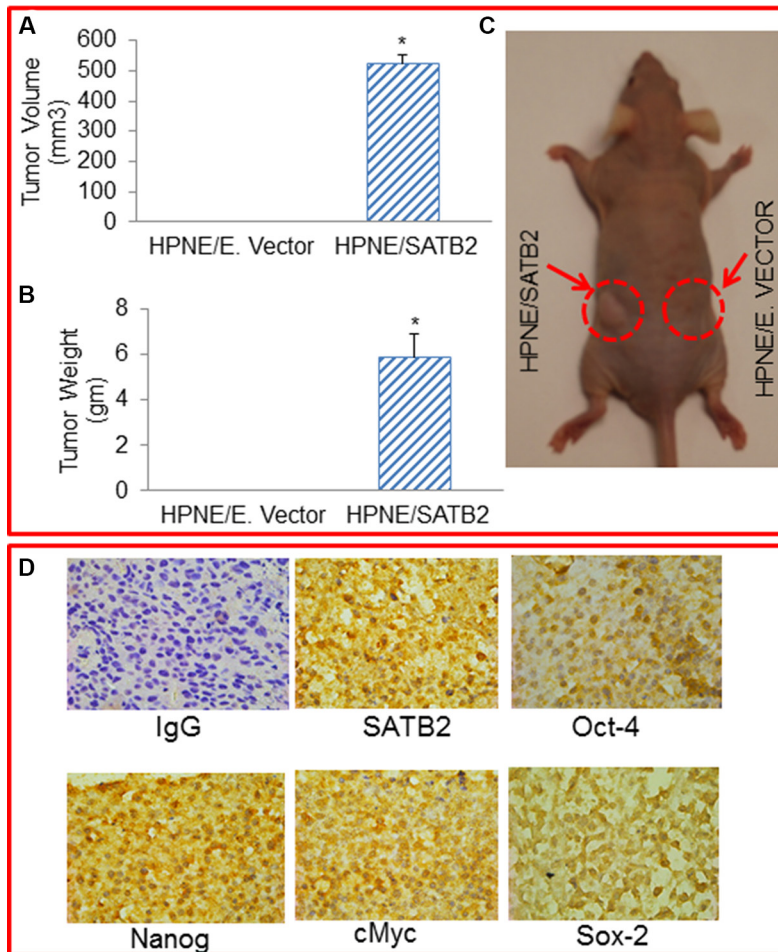 A
Tumor Volume
(mm3)
600
500
400
300
200
100
0
*
HPNE/E. Vector HPNE/SATB2
B
Tumor Weight
(gm)
8
6
4
2
0
*
HPNE/E. Vector HPNE/SATB2
C
HPNE/SATB2
HPNE/E. VECTOR
D
IgG SATB2 Oct-4
Nanog cMyc Sox-2